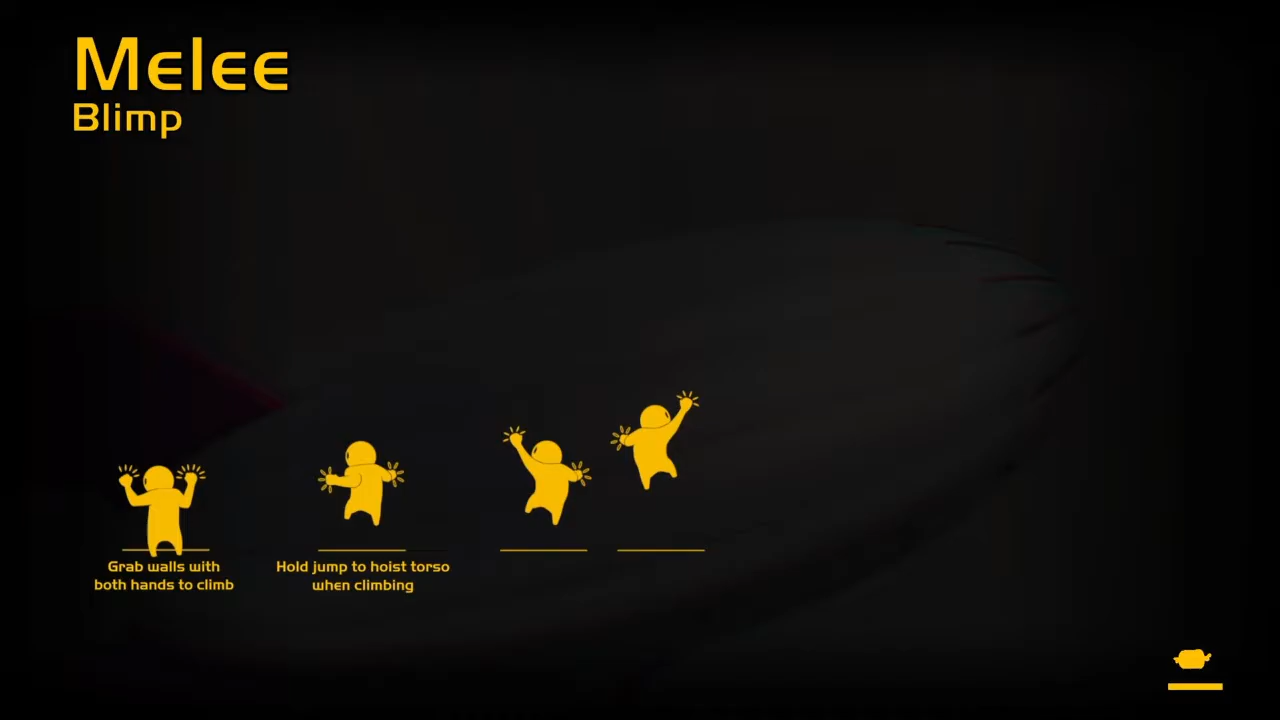 Melee
Blimp
Grab walls with
both hands to climb
Hold jump to hoist torso
when climbing